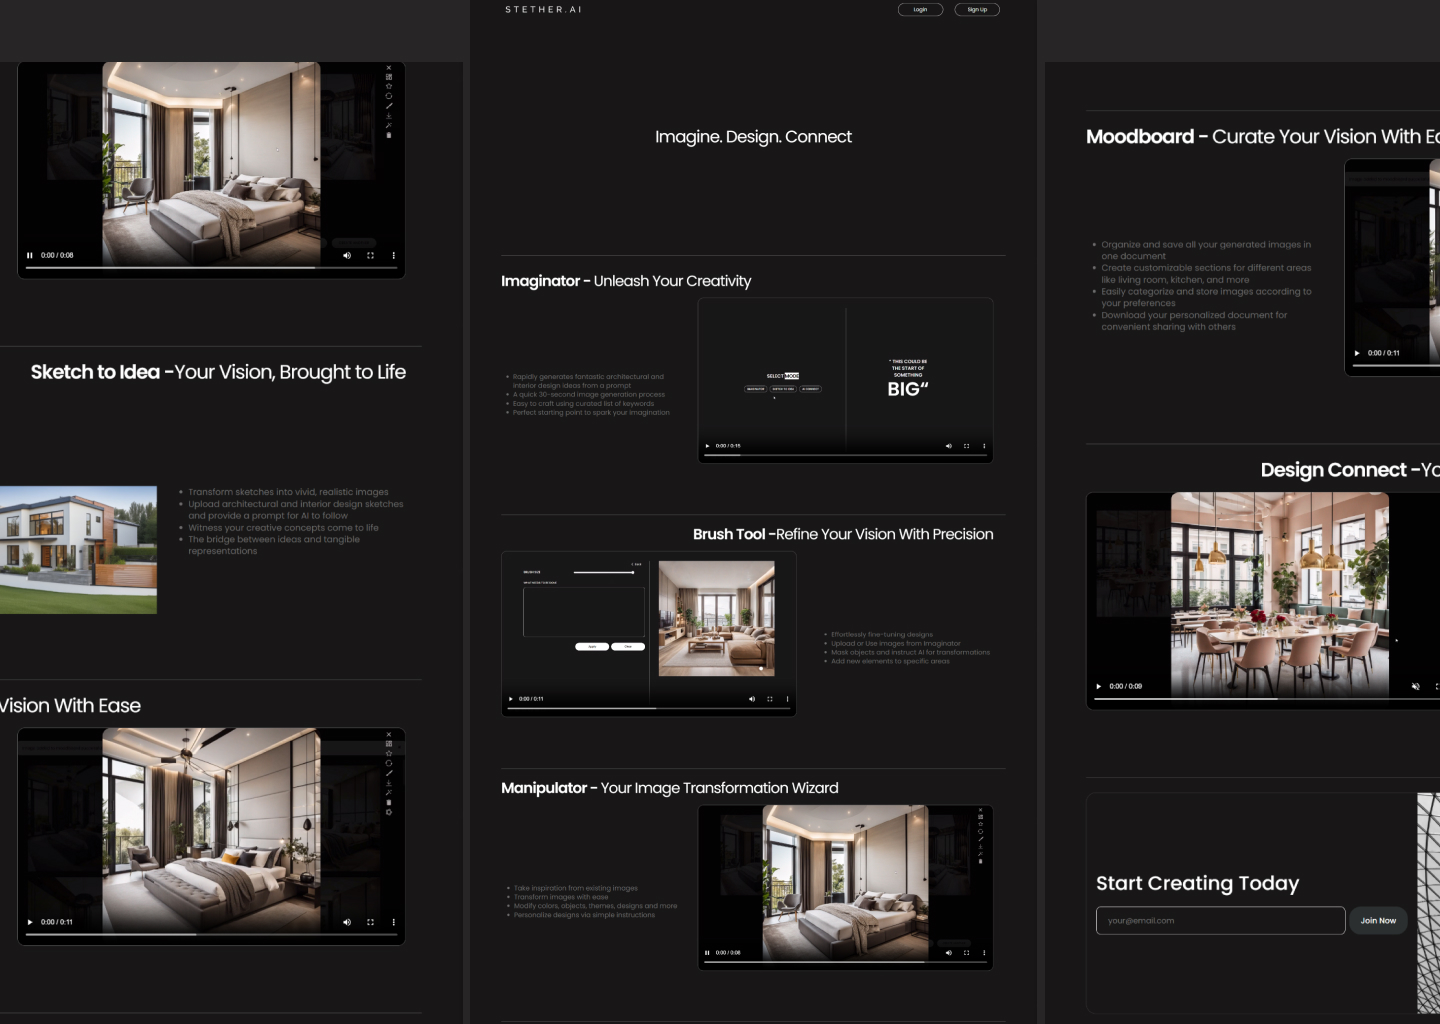 0:00 / 0:08
Sketch to Idea -Your Vision, Brought to Life
Transform sketches into vivid, realistic images
Upload architectural and interior design sketches
and provide a prompt for AI to follow
Witness your creative concepts come to life
The bridge between ideas and tangible
representations
Vision With Ease
0:00 / 0:11
STETHER.AI
Login
Sign Up
Imagine. Design. Connect
Imaginator - Unleash Your Creativity
Rapidly generates fantastic architectural and
interior design ideas from a prompt
A quick 30-second image generation process
Easy to craft using curated list of keywords
Perfect starting point to spark your imagination
SELECT MODE
IMAGINATOR
SKETCH TO IDEA
" THIS COULD BE
THE START OF
SOMETHING
BIG"
0:00 / 0:15
Brush Tool -Refine Your Vision With Precision
Apply
Clear
0:00 / 0:11
Effortlessly fine-tuning designs
Upload or Use images from Imaginator
Mask objects and instruct AI for transformations
Add new elements to specific areas
Manipulator - Your Image Transformation Wizard
Take inspiration from existing images
Transform images with ease
Modify colors, objects, themes, designs and more
Personalize designs via simple instructions
0:00 / 0:08
Moodboard - Curate Your Vision With Ea
Organize and save all your generated images in
one document
Create customizable sections for different areas
like living room, kitchen, and more
Easily categorize and store images according to
your preferences
Download your personalized document for
convenient sharing with others
0:00 / 0:11
Design Connect -Yo
0:00 / 0:09
Start Creating Today
your@email.com
Join Now